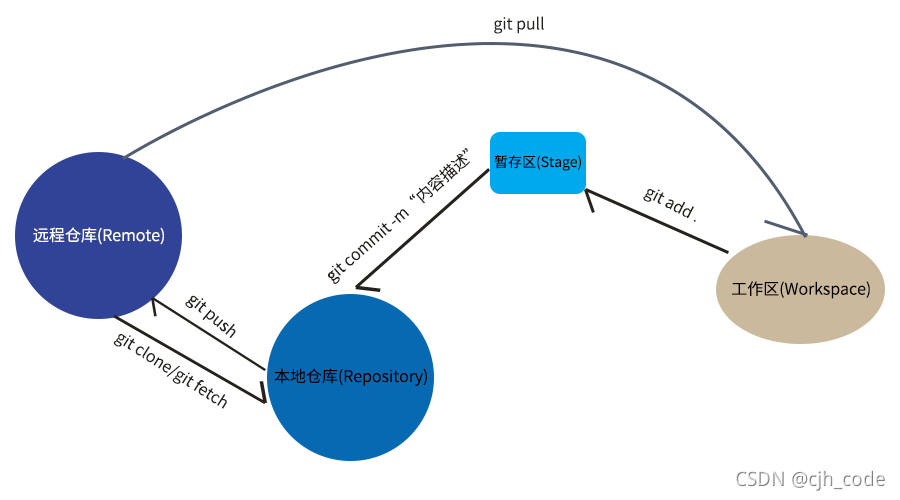 git pull
暂存区(Stage)
git commit -m “内容描述”
git add .
远程仓库(Remote)
工作区(Workspace)
git push
git clone/git fetch
本地仓库(Repository)
CSDN @cjh_code